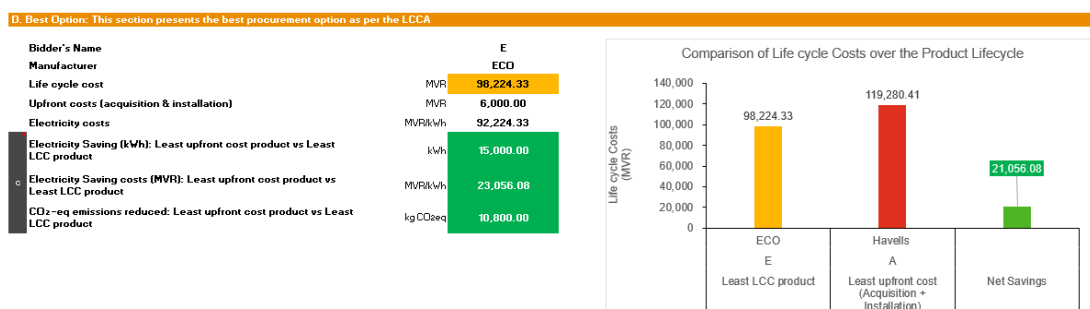 D. Best Option: This section presents the best procurement option as per the LCCA
Bidder's Name E
Manufacturer ECO
Life cycle cost MVR 98,224.33
Upfront costs (acquisition & installation) MVR 6,000.00
Electricity costs MVR/kWh 92,224.33
Electricity Saving (kWh): Least upfront cost product vs Least
LCC product
kWh 15,000.00
Electricity Saving costs (MVR): Least upfront cost product vs
Least LCC product
MVR/kWh 23,056.08
CO₂-eq emissions reduced: Least upfront cost product vs Least
LCC product
kg CO2eq 10,800.00
Comparison of Life cycle Costs over the Product Lifecycle
Life cycle Costs
(MVR)
140,000
120,000
100,000
80,000
60,000
40,000
20,000
0
98,224.33
119,280.41
21,056.08
ECO Havells
E A
Least LCC product Least upfront cost Net Savings
(Acquisition +
Installation)